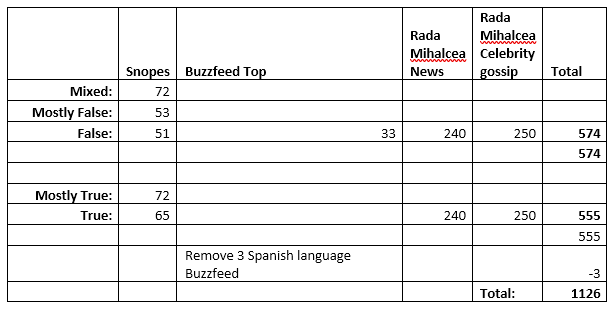 Snopes Buzzfeed Top Rada Mihalcea News Rada Mihalcea Celebrity gossip Total
Mixed: 72
Mostly False: 53
False: 51 33 240 250 574
574
Mostly True: 72
True: 65 240 250 555
555
Remove 3 Spanish language
Buzzfeed -3
Total: 1126